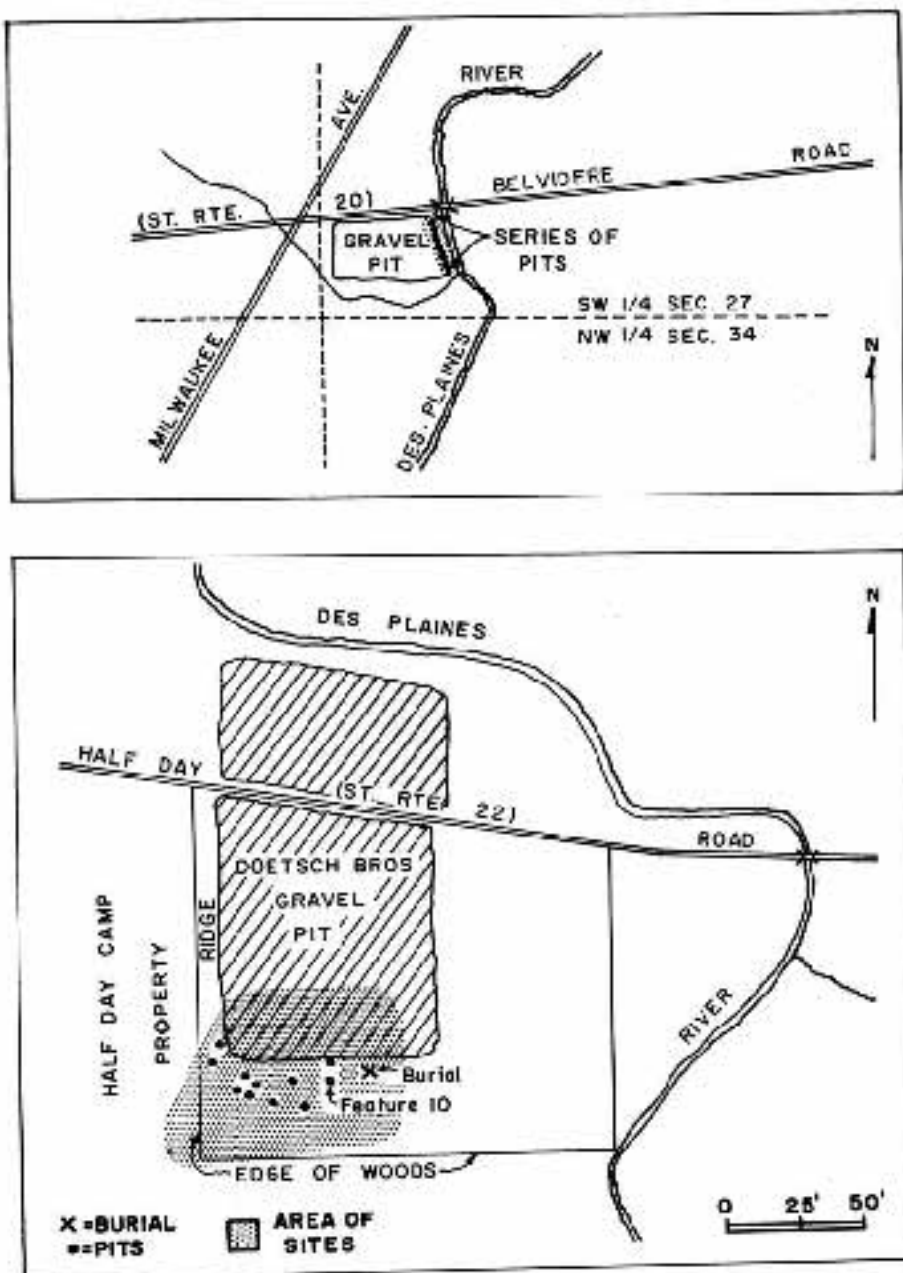 RIVER
AVE.
BELVIDERE
ROAD
(ST. RTE.
20)
GRAVEL
PIT
SERIES OF
PITS
SW 1/4 SEC. 27
NW 1/4 SEC. 34
MILWAUKEE
DES. PLAINES
N
DES PLAINES
N
HALF DAY
(ST. RTE.
22)
ROAD
DOETSCH BROS
GRAVEL
PIT
RIDGE
HALF DAY CAMP
PROPERTY
RIVER
Burial
Feature 10
EDGE OF WOODS
X =BURIAL
•=PITS
AREA OF
SITES
0 25' 50'